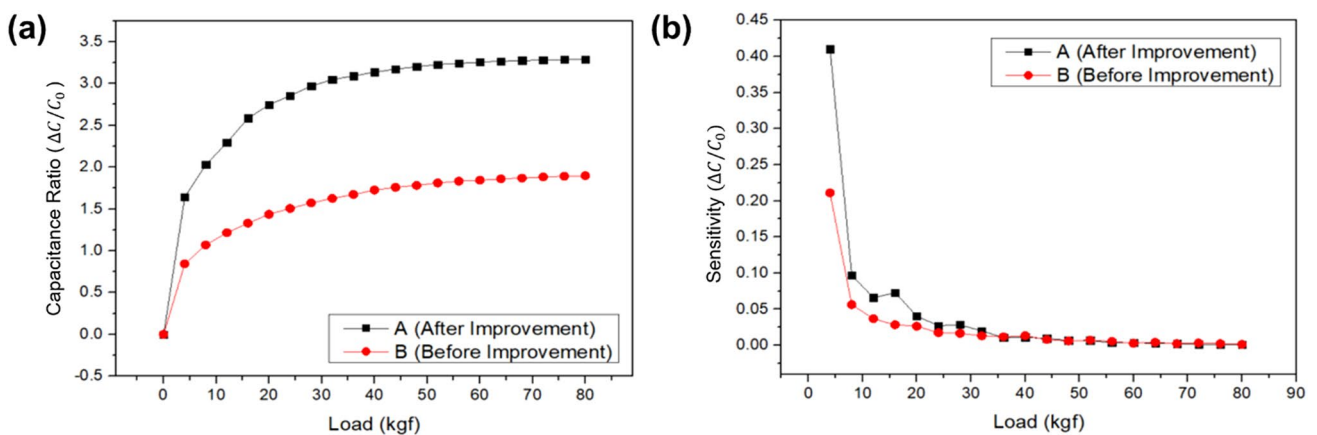 (a)
3.5
3.0
2.5
2.0
1.5
1.0
0.5
0.0
-0.5
Capacitance Ratio (ΔC/C₀)
A (After Improvement)
B (Before Improvement)
0 10 20 30 40 50 60 70 80
Load (kgf)
(b)
0.45
0.40
0.35
0.30
0.25
0.20
0.15
0.10
0.05
0.00
Sensitivity (ΔC/C₀)
A (After Improvement)
B (Before Improvement)
0 10 20 30 40 50 60 70 80 90
Load (kgf)